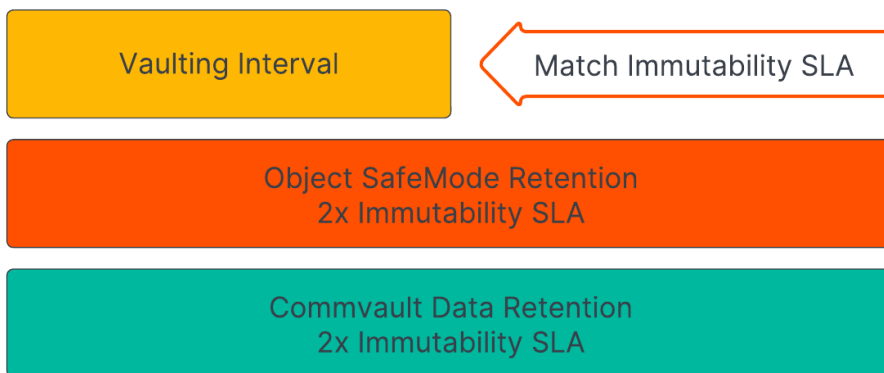 Vaulting Interval
Match Immutability SLA
Object SafeMode Retention
2x Immutability SLA
Commvault Data Retention
2x Immutability SLA